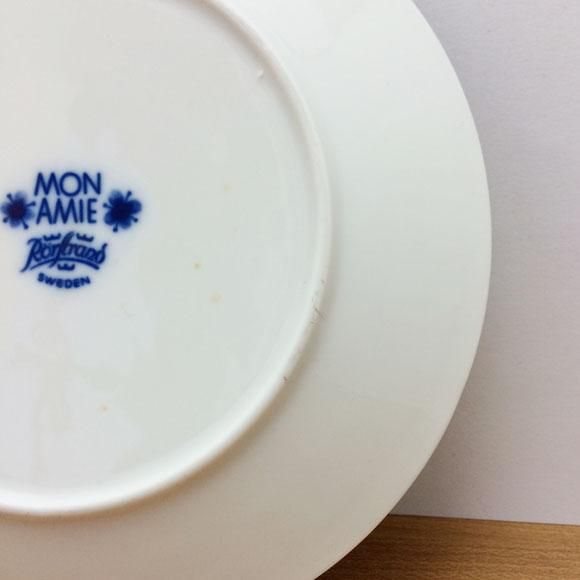 MON
AMIE
Rörstrand
SWEDEN